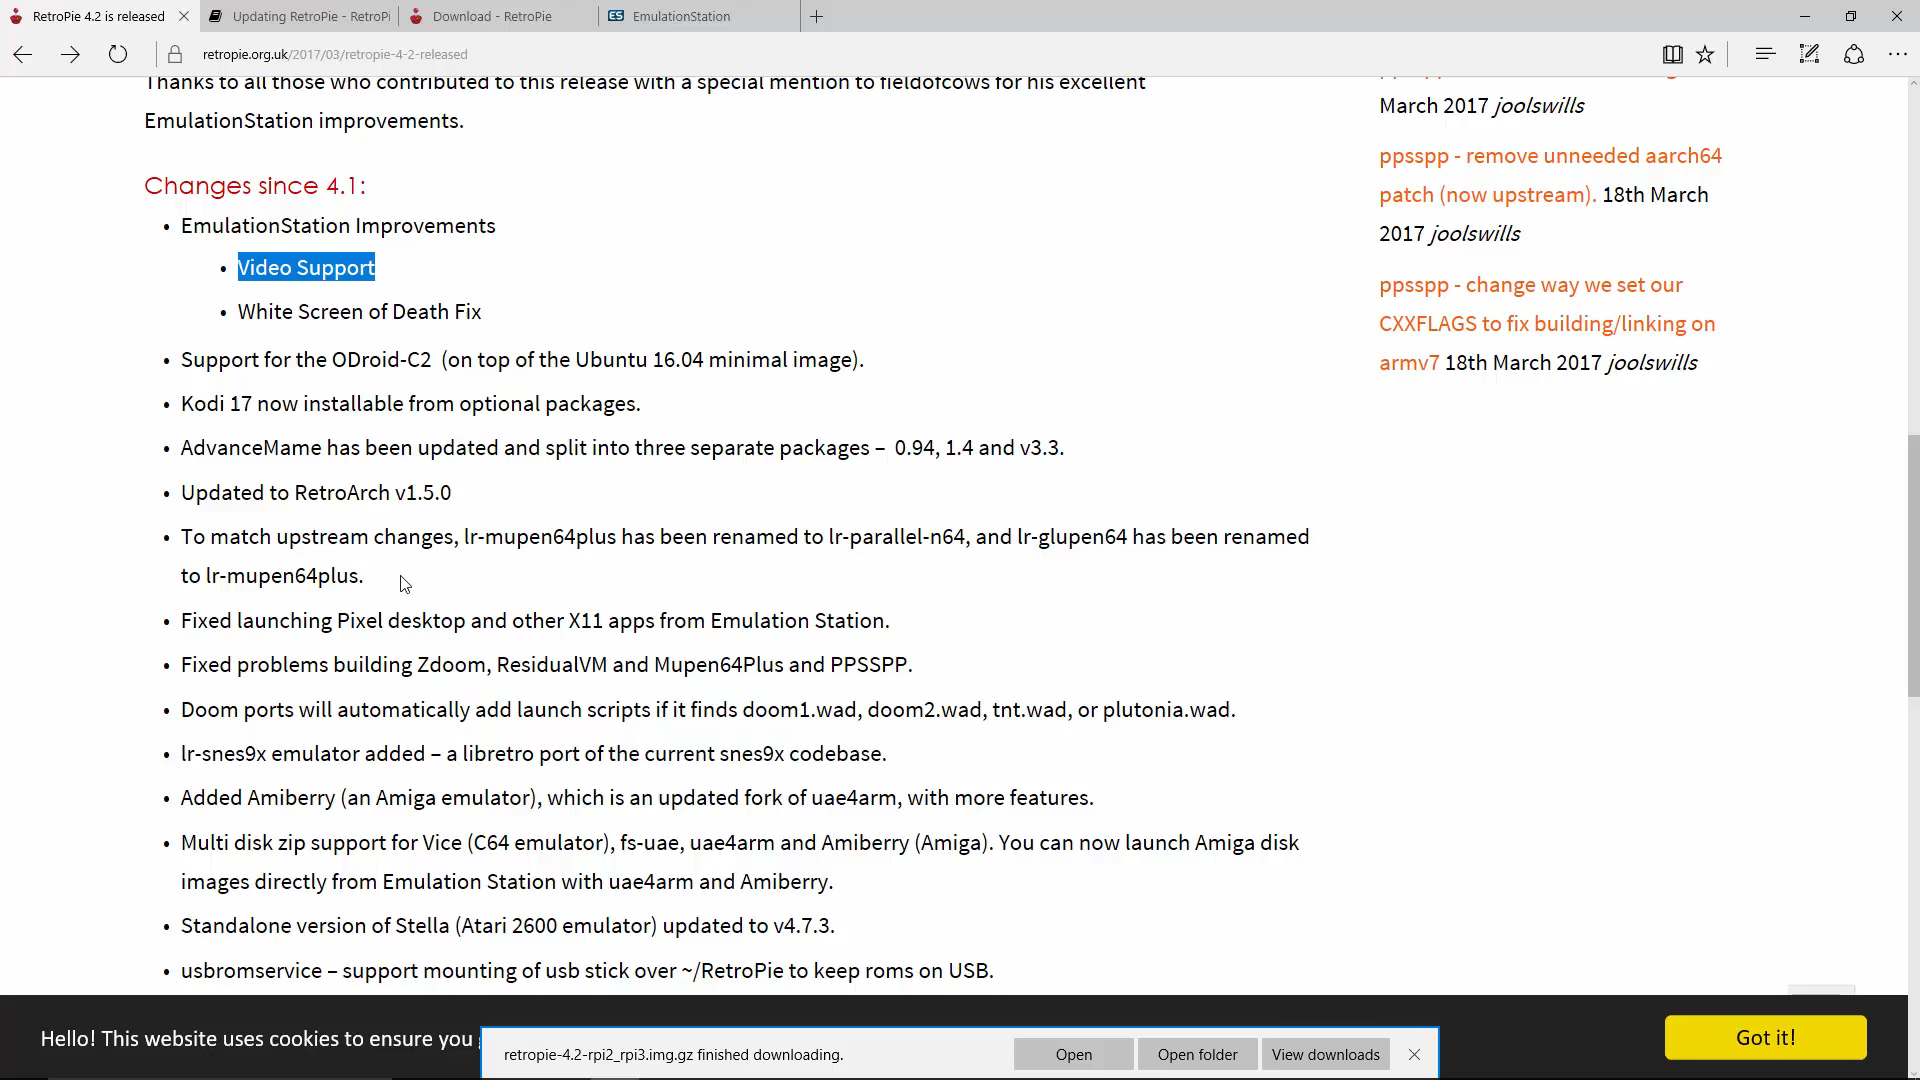 RetroPie 4.2 is released
Updating RetroPie - RetroPi
Download - RetroPie
ES EmulationStation
retropie.org.uk/2017/03/retropie-4-2-released
Thanks to all those who contributed to this release with a special mention to fieldofcows for his excellent
EmulationStation improvements.
Changes since 4.1:
• EmulationStation Improvements
• Video Support
• White Screen of Death Fix
• Support for the ODroid-C2 (on top of the Ubuntu 16.04 minimal image).
• Kodi 17 now installable from optional packages.
• AdvanceMame has been updated and split into three separate packages – 0.94, 1.4 and v3.3.
• Updated to RetroArch v1.5.0
• To match upstream changes, lr-mupen64plus has been renamed to lr-parallel-n64, and lr-glupen64 has been renamed
to lr-mupen64plus.
• Fixed launching Pixel desktop and other X11 apps from Emulation Station.
• Fixed problems building Zdoom, ResidualVM and Mupen64Plus and PPSSPP.
• Doom ports will automatically add launch scripts if it finds doom1.wad, doom2.wad, tnt.wad, or plutonia.wad.
• lr-snes9x emulator added – a libretro port of the current snes9x codebase.
• Added Amiberry (an Amiga emulator), which is an updated fork of uae4arm, with more features.
• Multi disk zip support for Vice (C64 emulator), fs-uae, uae4arm and Amiberry (Amiga). You can now launch Amiga disk
images directly from Emulation Station with uae4arm and Amiberry.
• Standalone version of Stella (Atari 2600 emulator) updated to v4.7.3.
• usbromservice – support mounting of usb stick over ~/RetroPie to keep roms on USB.
March 2017 joolswills
ppsspp - remove unneeded aarch64
patch (now upstream). 18th March
2017 joolswills
ppsspp - change way we set our
CXXFLAGS to fix building/linking on
armv7 18th March 2017 joolswills
Hello! This website uses cookies to ensure you
Got it!
retropie-4.2-rpi2_rpi3.img.gz finished downloading.
Open
Open folder
View downloads